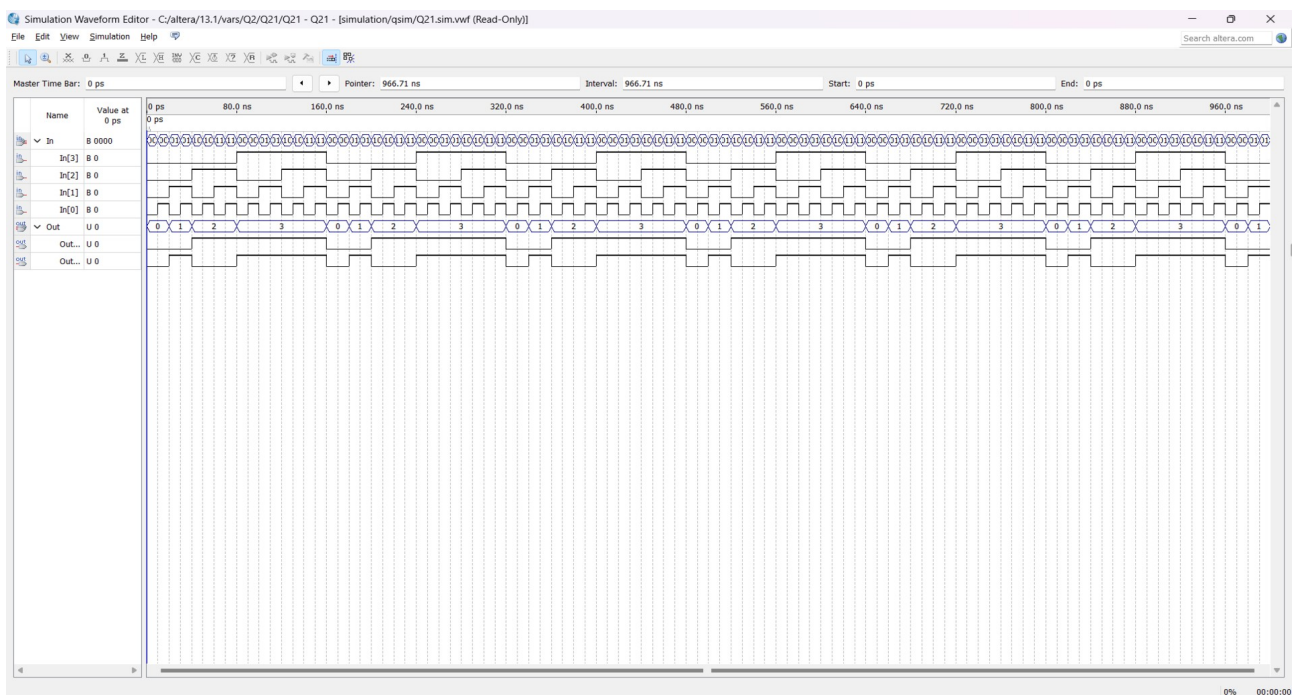 Simulation Waveform Editor - C:/altera/13.1/vars/Q2/Q21/Q21 - Q21 - [simulation/qsim/Q21.sim.vwf (Read-Only)]
File Edit View Simulation Help
Search altera.com
Master Time Bar: 0 ps Pointer: 966.71 ns Interval: 966.71 ns Start: 0 ps End: 0 ps
Name Value at 0 ps
0 ps 80.0 ns 160.0 ns 240.0 ns 320.0 ns 400.0 ns 480.0 ns 560.0 ns 640.0 ns 720.0 ns 800.0 ns 880.0 ns 960.0 ns
0 ps
In B 0000
In[3] B 0
In[2] B 0
In[1] B 0
In[0] B 0
Out U 0 0 1 2 3 0 1 2 3 0 1 2 3 0 1 2 3 0 1 2 3 0 1 2 3 0 1
Out... U 0
Out... U 0
0% 00:00:00